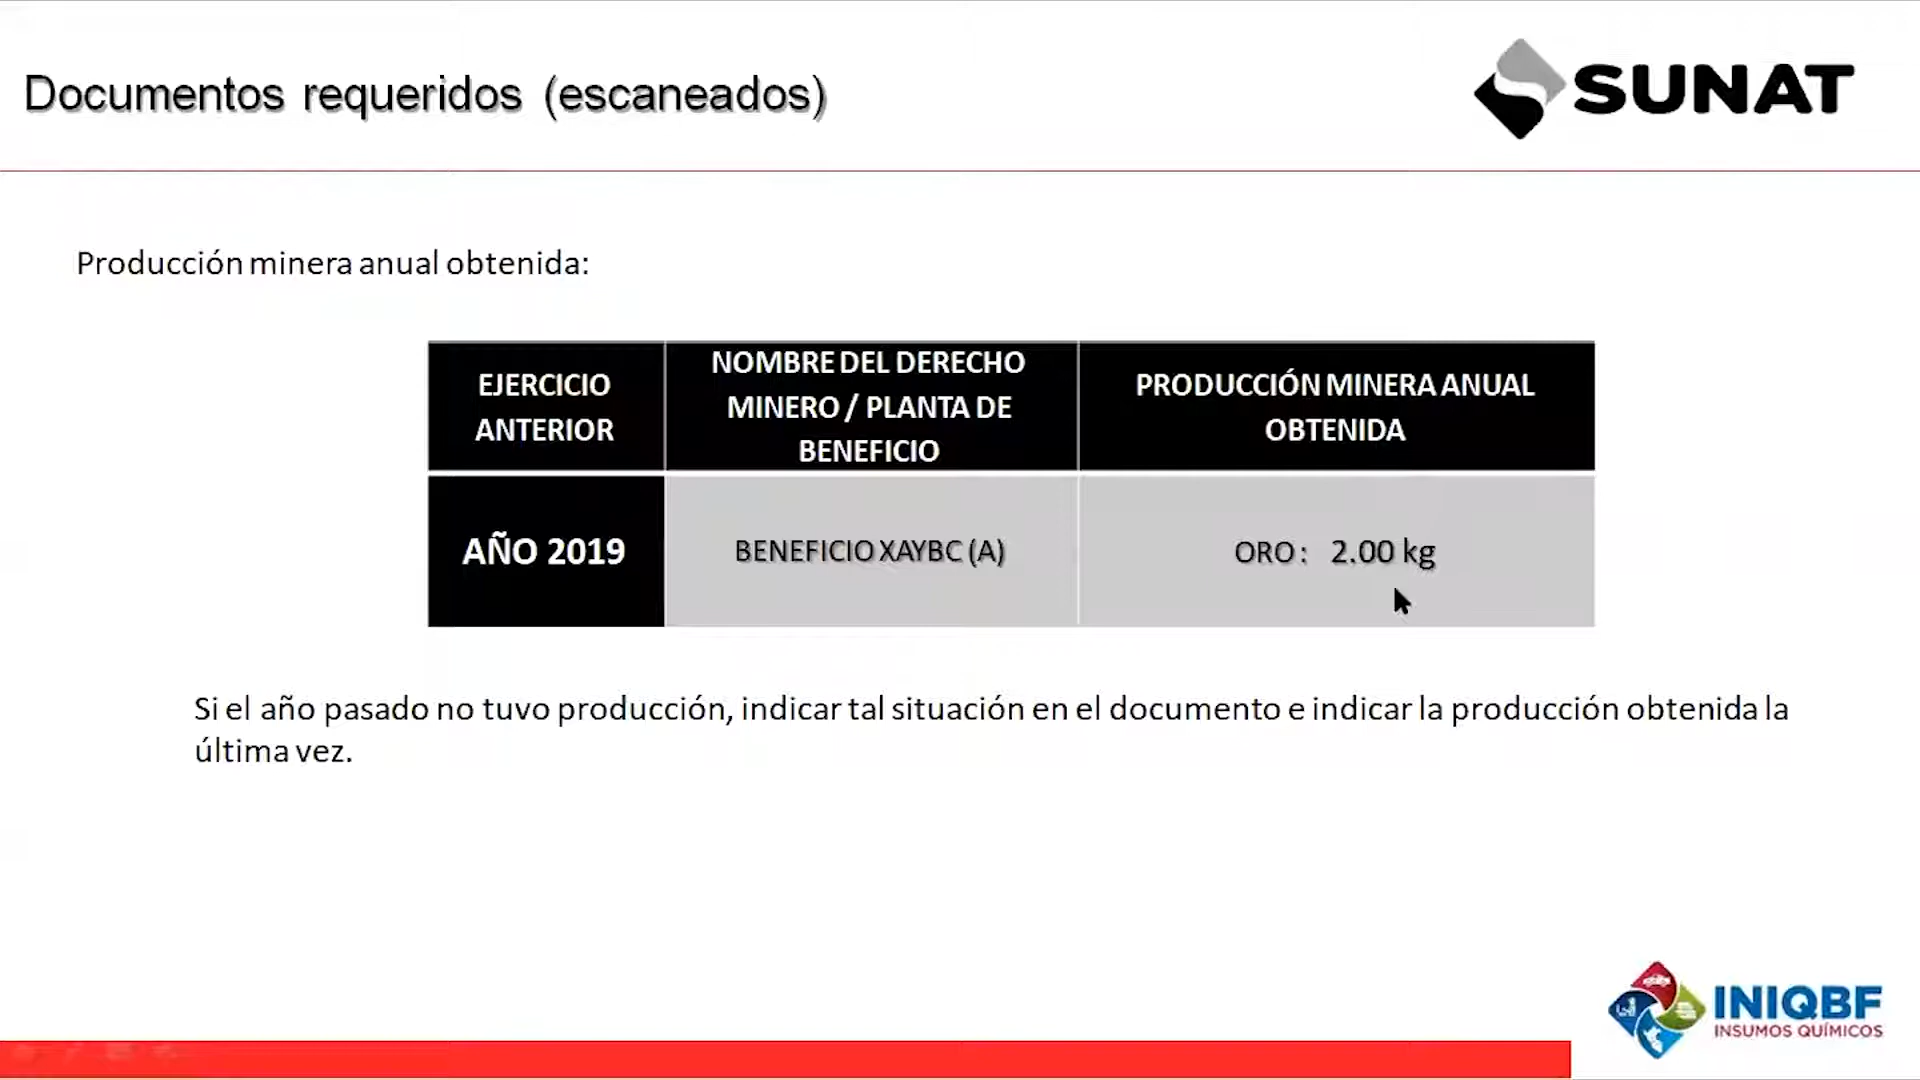 Documentos requeridos (escaneados)
SUNAT
Producción minera anual obtenida:
EJERCICIO
ANTERIOR
NOMBRE DEL DERECHO
MINERO / PLANTA DE
BENEFICIO
PRODUCCIÓN MINERA ANUAL
OBTENIDA
AÑO 2019
BENEFICIO XAYBC (A)
ORO : 2.00 kg
Si el año pasado no tuvo producción, indicar tal situación en el documento e indicar la producción obtenida la
última vez.
INIQBF
INSUMOS QUÍMICOS